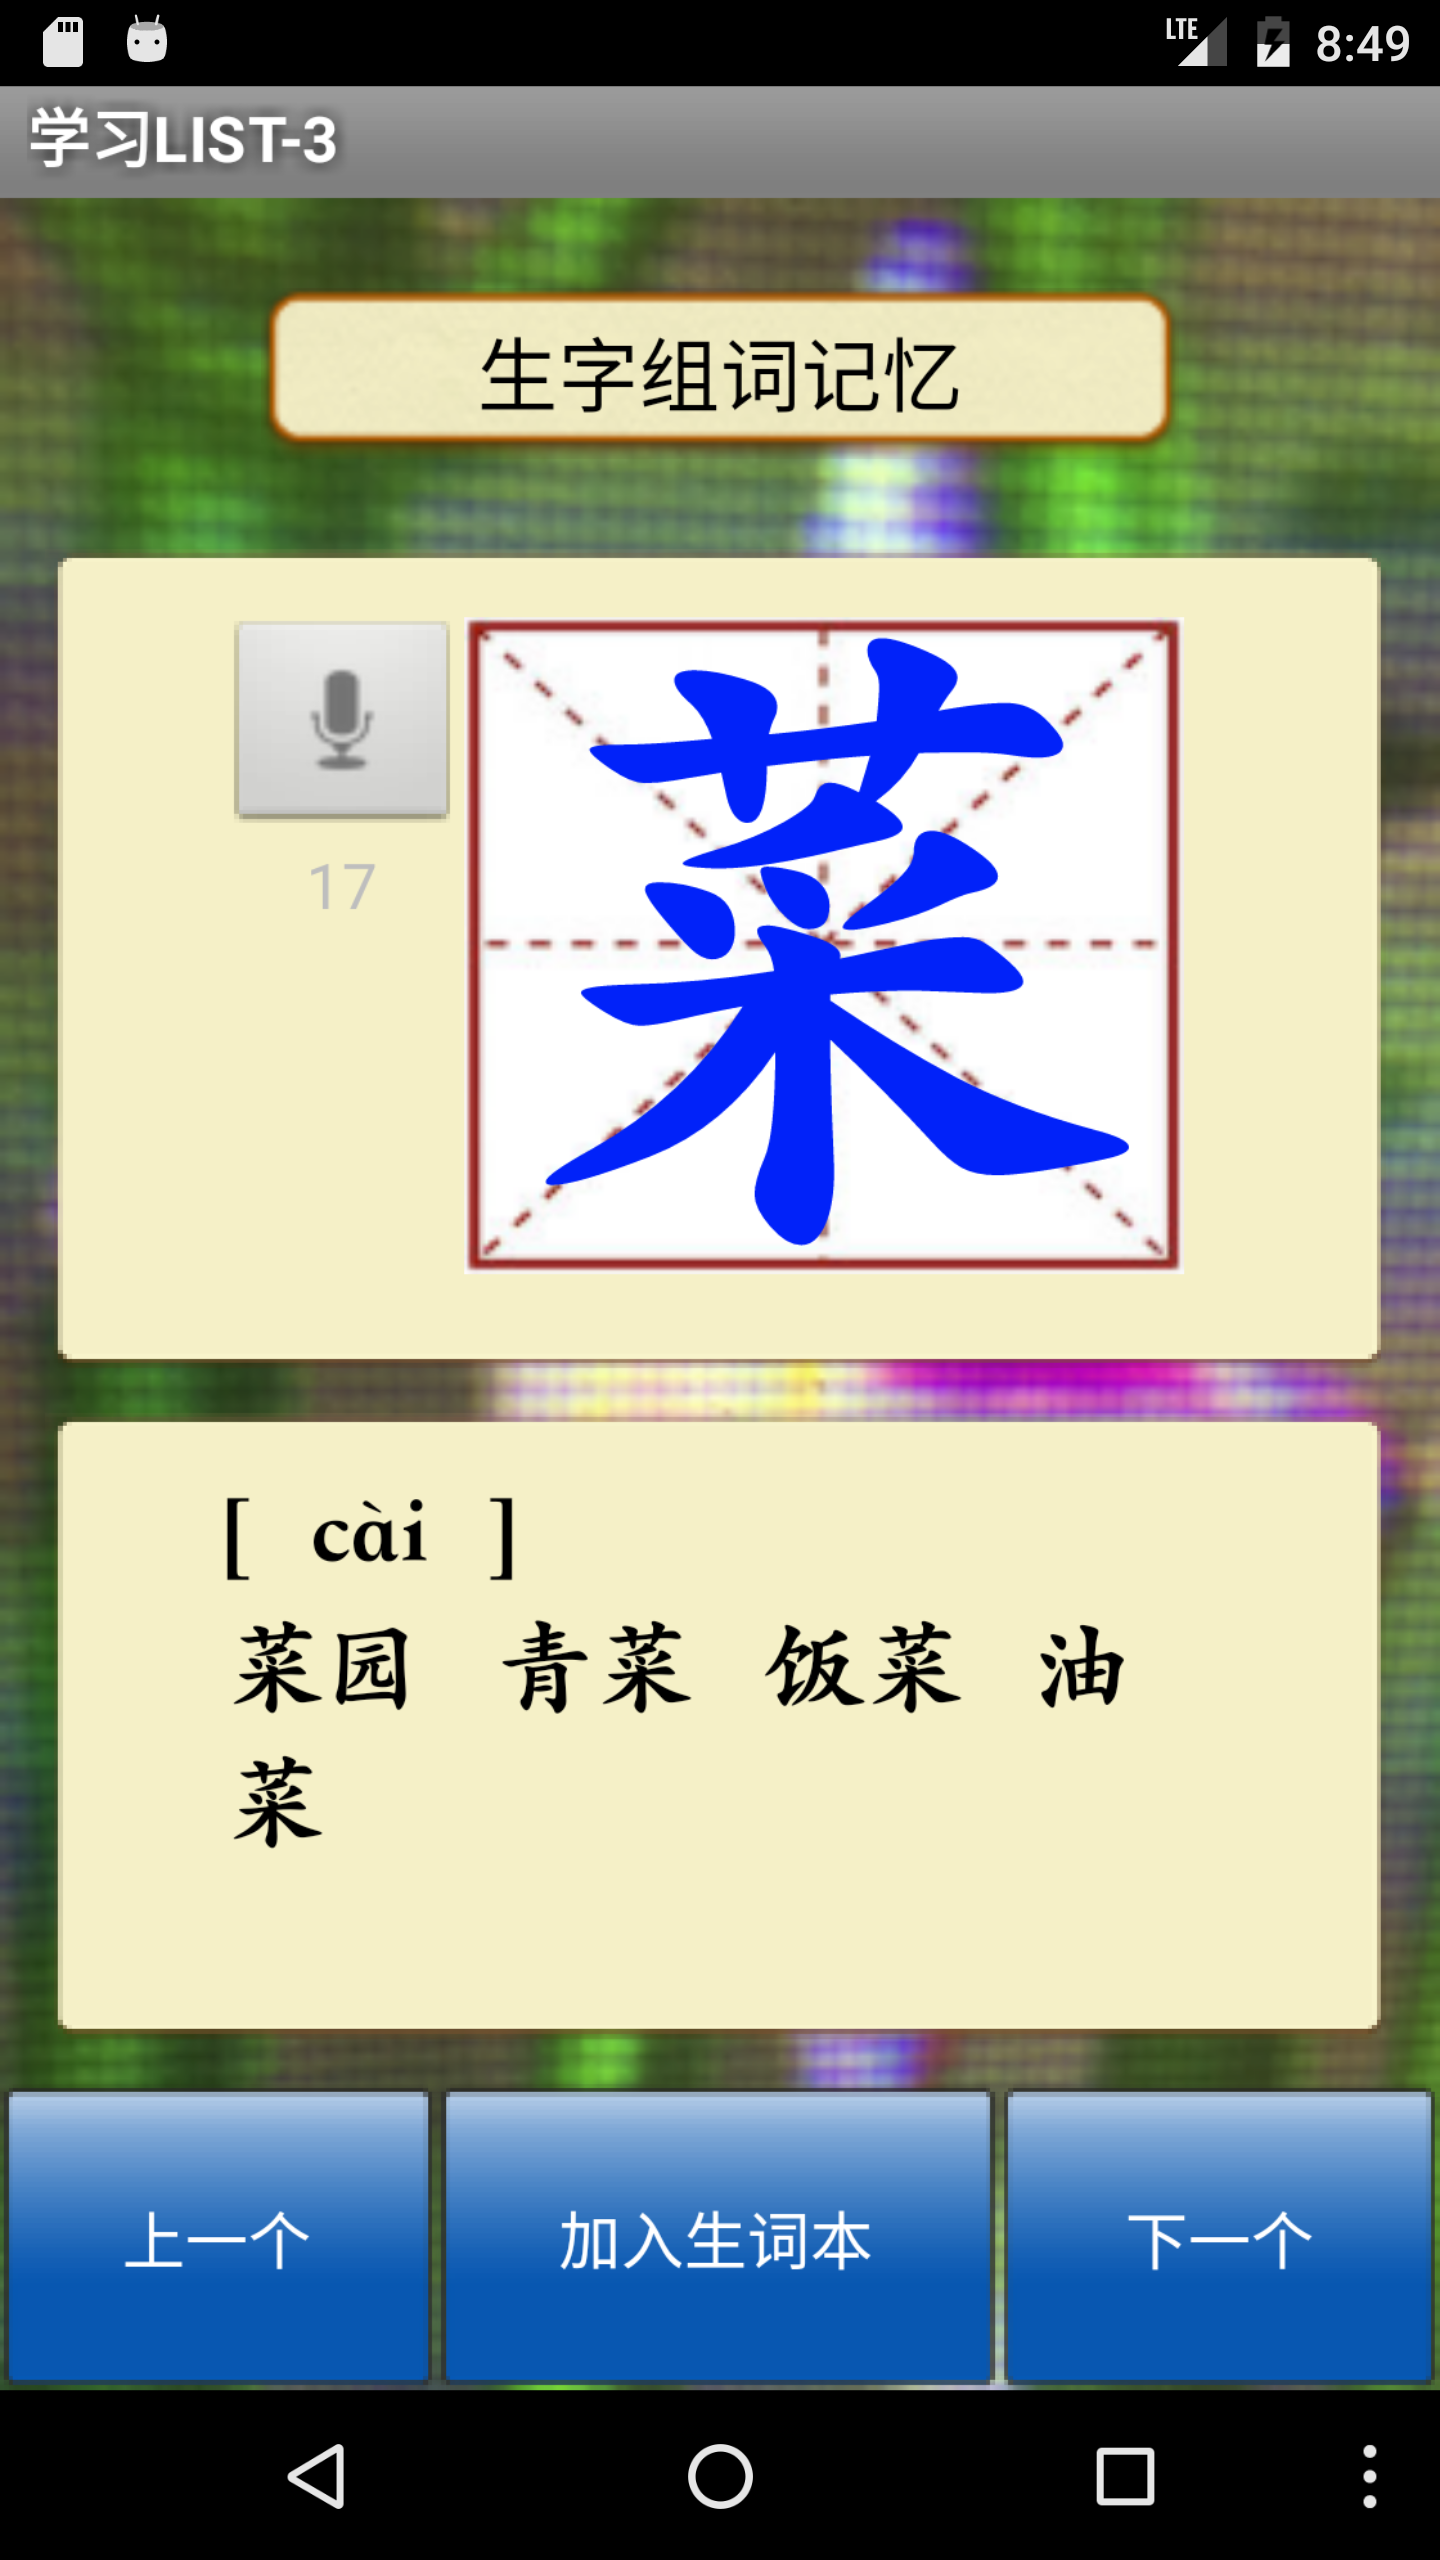 LTE 8:49
学习LIST-3
生字组词记忆
菜
17
[ cài ]
菜园 青菜 饭菜 油
菜
上一个 加入生词本 下一个